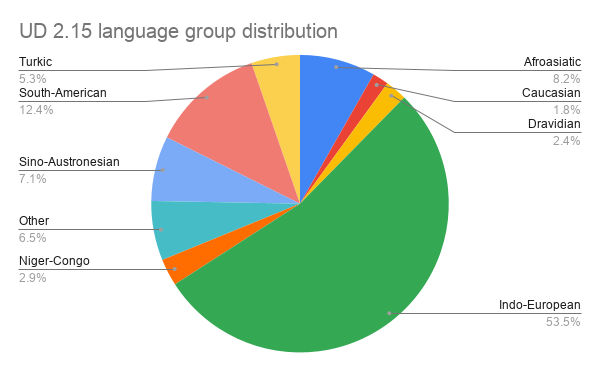 UD 2.15 language group distribution
Turkic
5.3%
South-American
12.4%
Sino-Austronesian
7.1%
Other
6.5%
Niger-Congo
2.9%
Afroasiatic
8.2%
Caucasian
1.8%
Dravidian
2.4%
Indo-European
53.5%